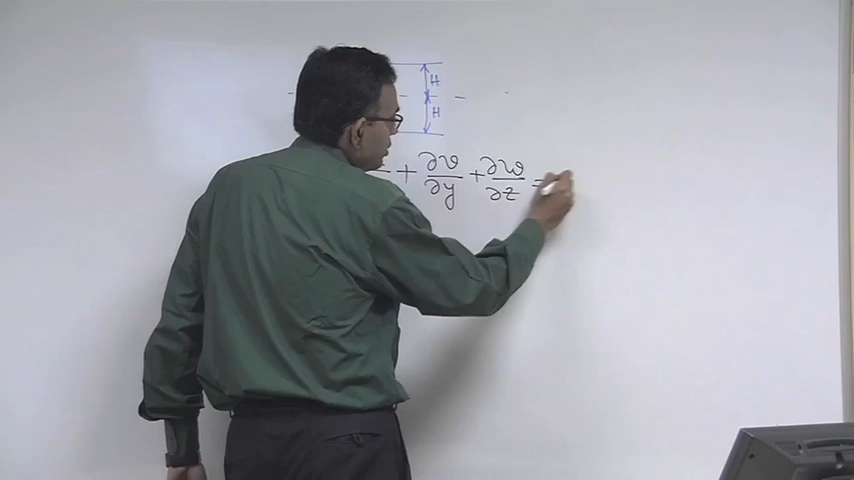 H
H
+ ∂v/∂y + ∂w/∂z =